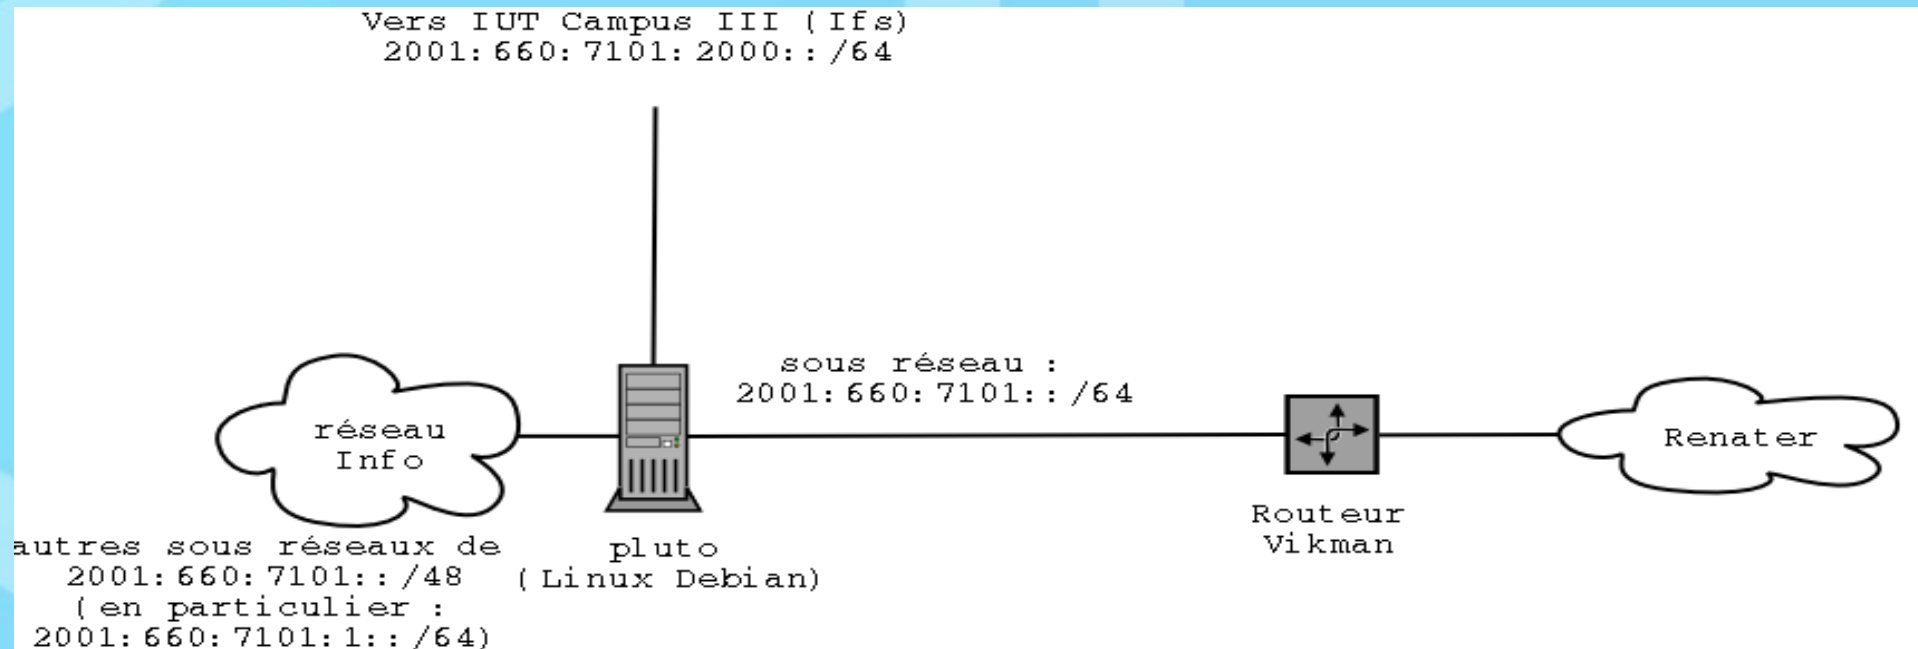 Vers IUT Campus III (Ifs)
2001:660:7101:2000::/64
sous réseau :
2001:660:7101::/64
réseau
Info
Renater
Routeur
Vikman
pluto
(Linux Debian)
autres sous réseaux de
2001:660:7101::/48
(en particulier :
2001:660:7101:1::/64)